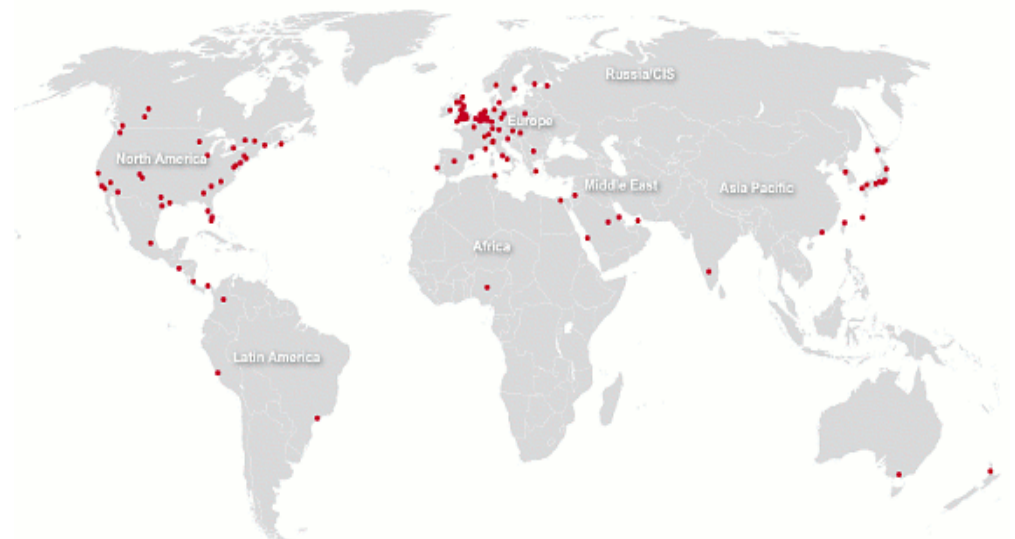 Russia/CIS
Europe
North America
Middle East
Asia Pacific
Africa
Latin America